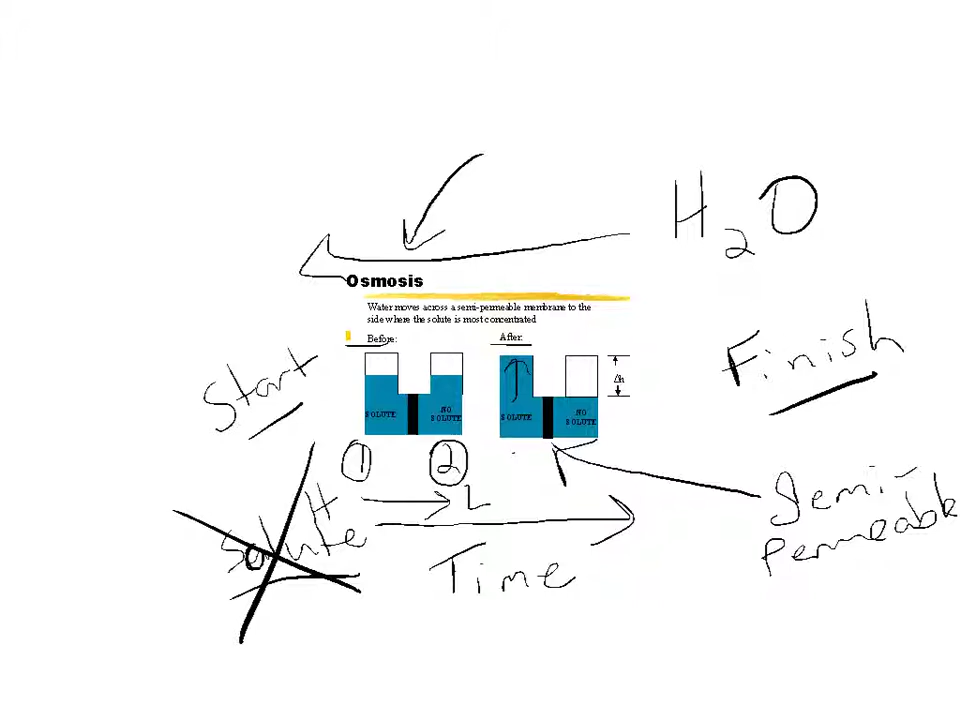 H2O
Osmosis
Water moves across a semi-permeable membrane to the
side where the solute is most concentrated
Before:
After:
Start
Finish
Δh
SOLUTE
NO
SOLUTE
SOLUTE
NO
SOLUTE
1
2
H
L
Solute
Semi-
Permeable
Time